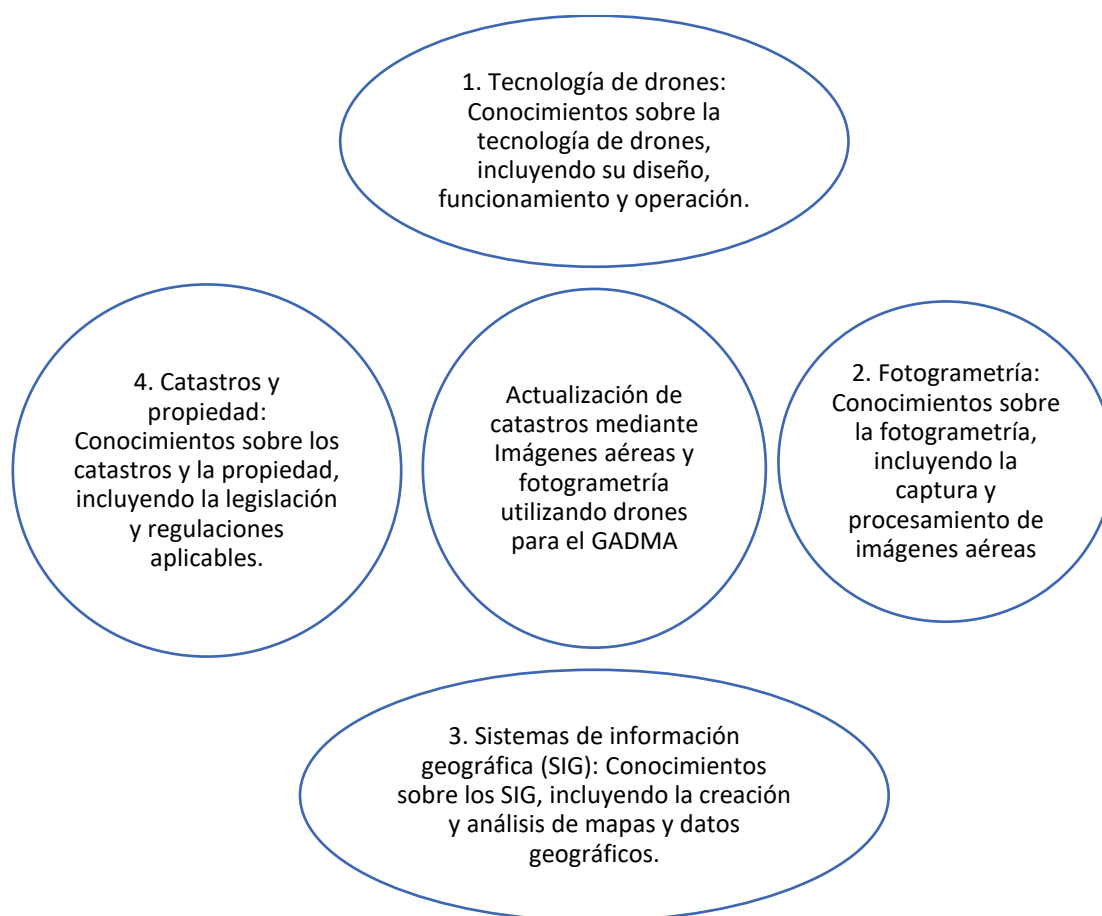 1. Tecnología de drones:
Conocimientos sobre la
tecnología de drones,
incluyendo su diseño,
funcionamiento y operación.
4. Catastros y
propiedad:
Conocimientos sobre los
catastros y la propiedad,
incluyendo la legislación
y regulaciones
aplicables.
Actualización de
catastros mediante
Imágenes aéreas y
fotogrametría
utilizando drones
para el GADMA
2. Fotogrametría:
Conocimientos sobre
la fotogrametría,
incluyendo la
captura y
procesamiento de
imágenes aéreas
3. Sistemas de información
geográfica (SIG): Conocimientos
sobre los SIG, incluyendo la creación
y análisis de mapas y datos
geográficos.